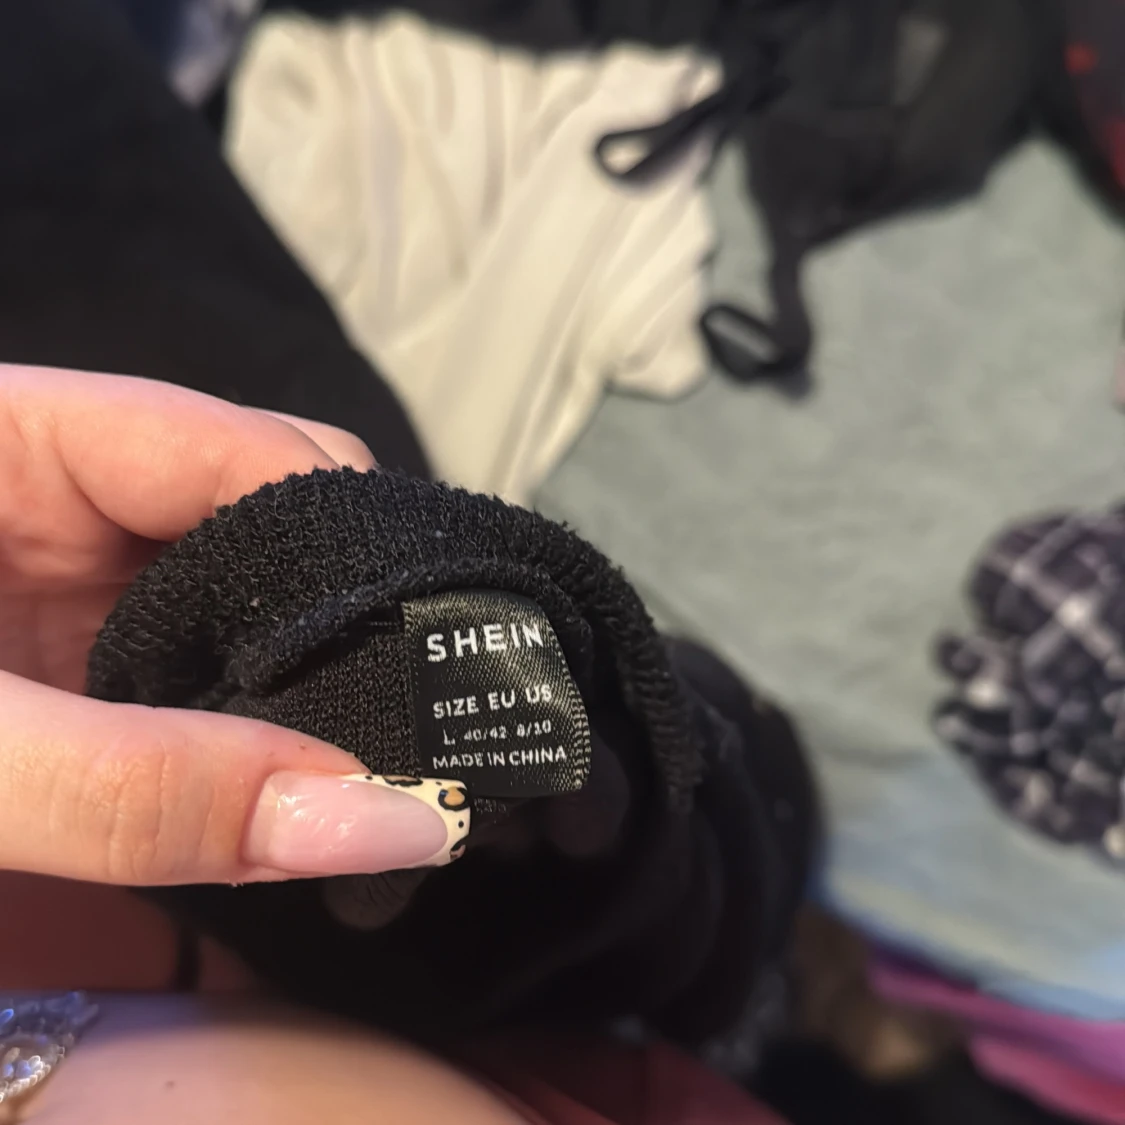 SHEIN
SIZE EU US
L 40/42 8/10
MADE IN CHINA